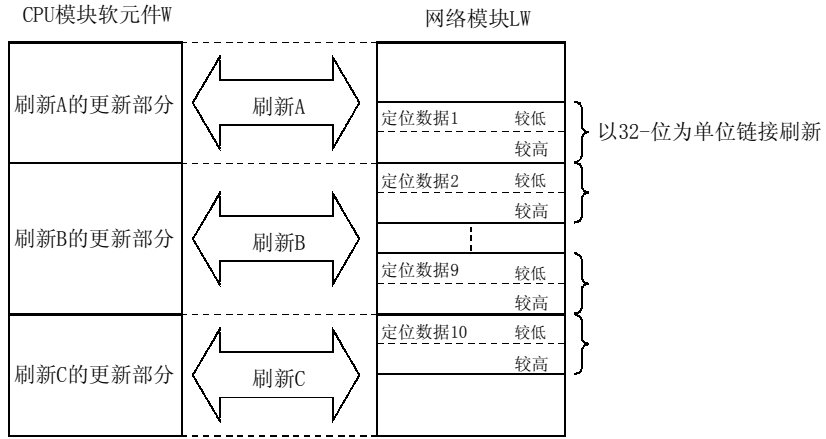 CPU模块软元件W
网络模块LW
刷新A的更新部分
刷新A
定位数据1 较低
较高
以32-位为单位链接刷新
定位数据2 较低
较高
刷新B的更新部分
刷新B
定位数据9 较低
较高
定位数据10 较低
较高
刷新C的更新部分
刷新C